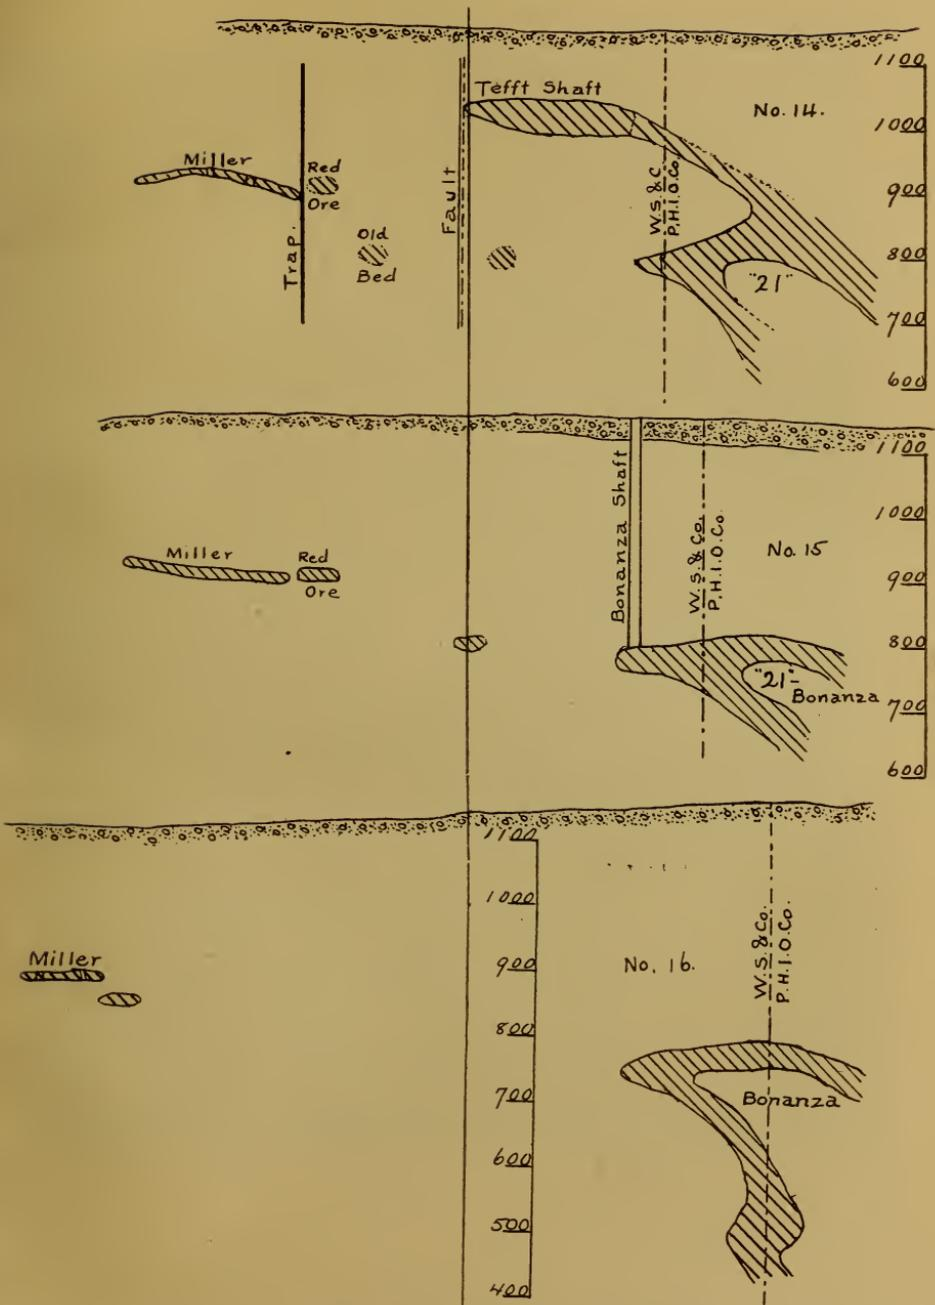 Tefft Shaft
No. 14.
1100
1000
900
800
700
600
Miller
Red
Ore
Trap.
Old
Bed
Fault
W.S.&C.
P.H.I.O.Co.
"21"
Bonanza Shaft
W.S.&Co.
P.H.I.O.Co.
No. 15
1100
1000
900
800
700
600
Miller
Red
Ore
"21"-
Bonanza
1100
1000
900
800
700
600
500
400
Miller
No. 16.
W.S.&Co.
P.H.I.O.Co.
Bonanza